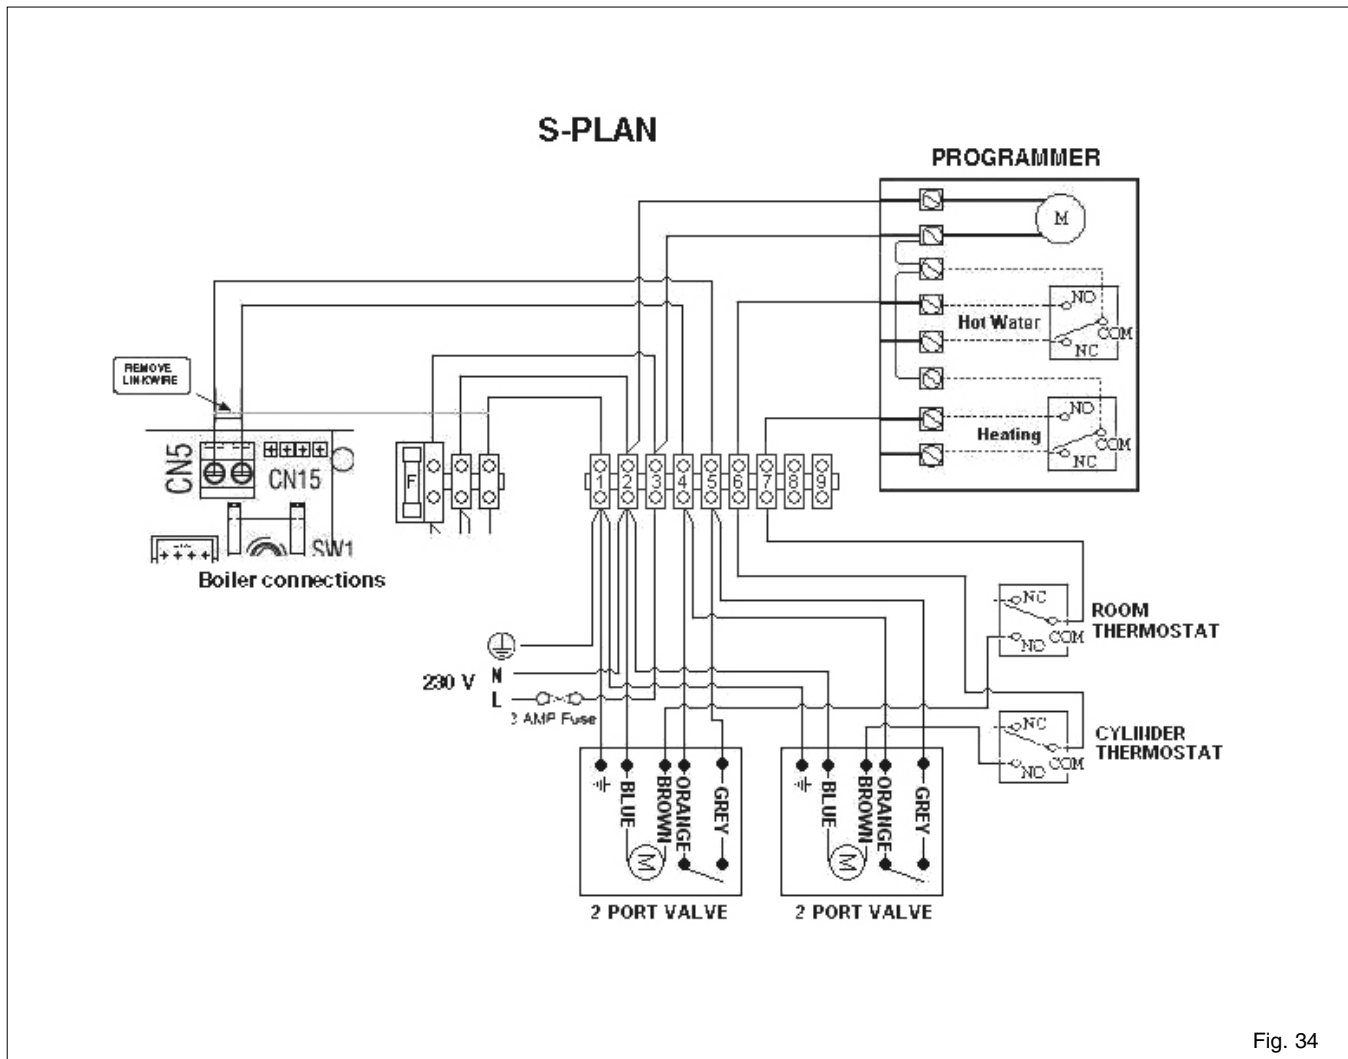 S-PLAN
PROGRAMMER
M
NO
Hot Water
COM
NC
NO
Heating
COM
NC
REMOVE
LINKWIRE
CN5
CN15
SW1
Boiler connections
F
1 2 3 4 5 6 7 8 9
NC
COM
NO
ROOM
THERMOSTAT
NC
COM
NO
CYLINDER
THERMOSTAT
230 V
N
L
AMP Fuse
BLUE
BROWN
ORANGE
GREY
M
2 PORT VALVE
BLUE
BROWN
ORANGE
GREY
M
2 PORT VALVE
Fig. 34